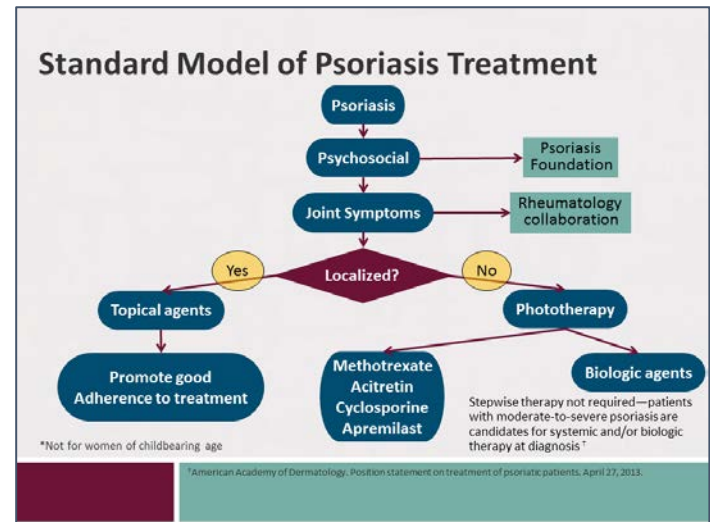 Standard Model of Psoriasis Treatment
Psoriasis
Psychosocial
Psoriasis
Foundation
Joint Symptoms
Rheumatology
collaboration
Yes
Localized?
No
Topical agents
Phototherapy
Promote good
Adherence to treatment
Methotrexate
Acitretin
Cyclosporine
Apremilast
Biologic agents
Stepwise therapy not required—patients
with moderate-to-severe psoriasis are
candidates for systemic and/or biologic
therapy at diagnosis †
*Not for women of childbearing age
†American Academy of Dermatology. Position statement on treatment of psoriatic patients. April 27, 2013.